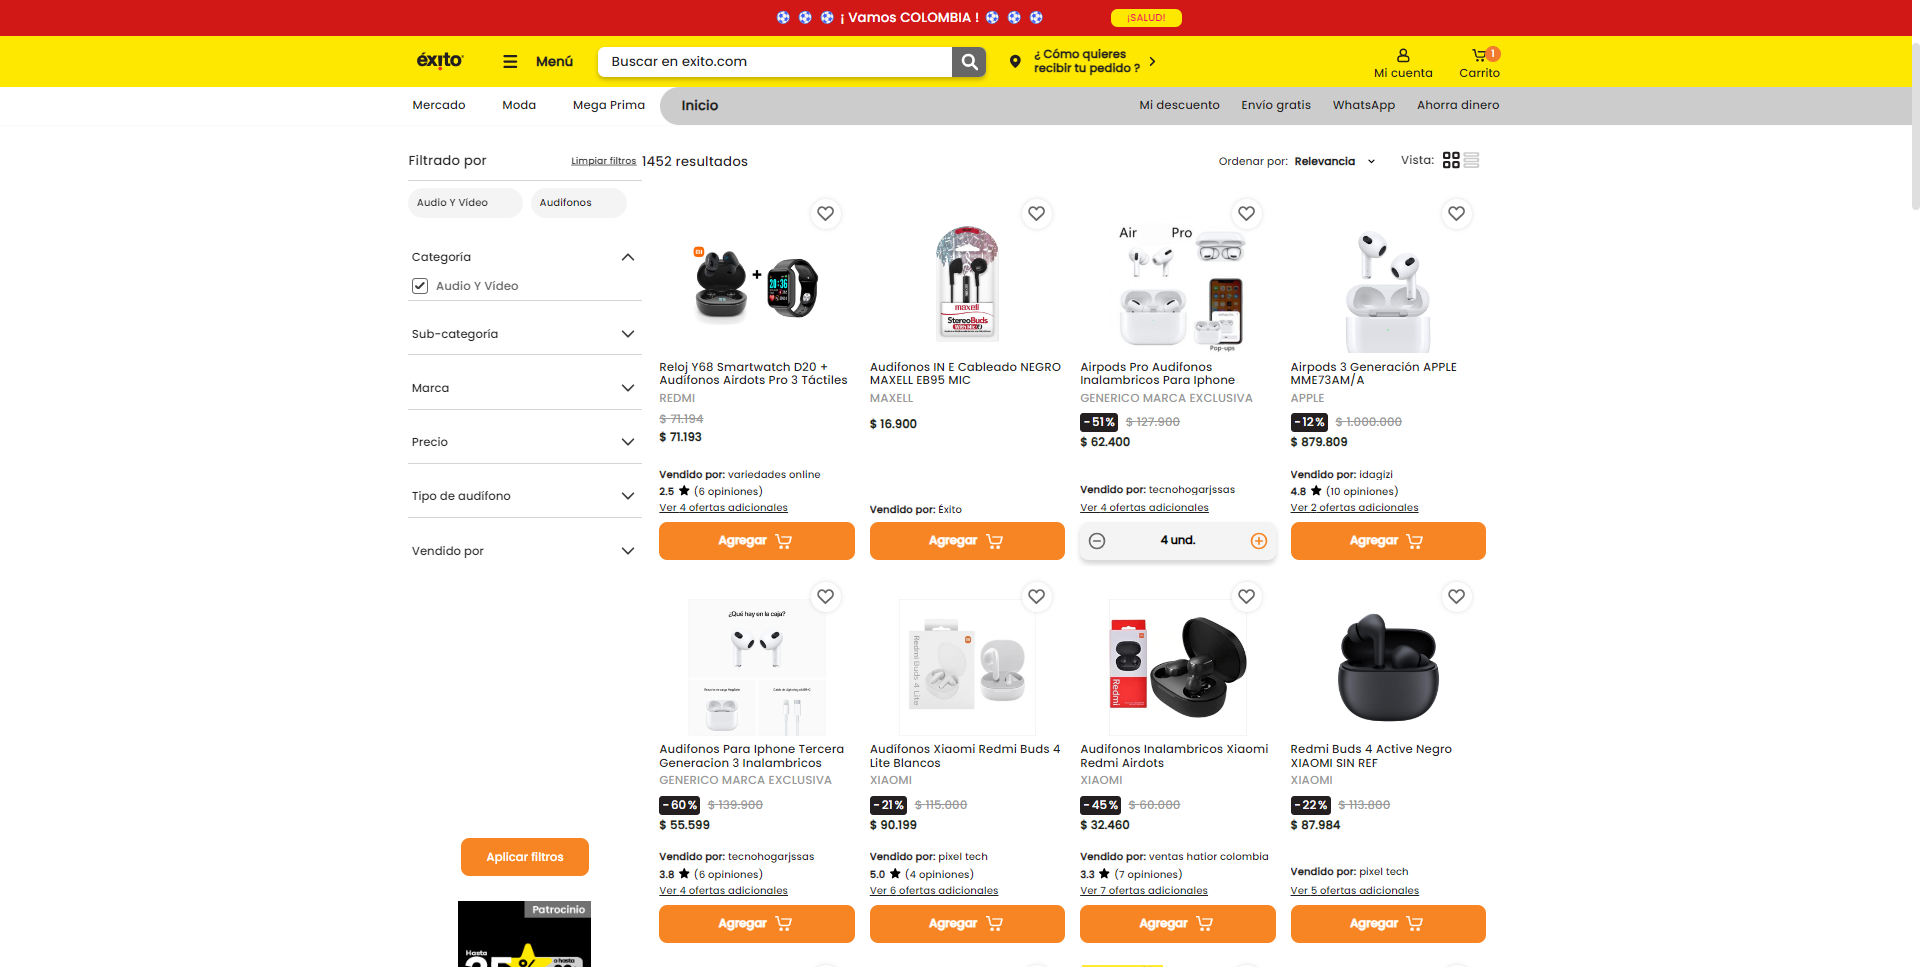 ¡ Vamos COLOMBIA !
¡SALUD!
éxito
Menú
Buscar en exito.com
¿ Cómo quieres
recibir tu pedido ?
Mi cuenta
1
Carrito
Mercado
Moda
Mega Prima
Inicio
Mi descuento
Envío gratis
WhatsApp
Ahorra dinero
Filtrado por
Limpiar filtros
1452 resultados
Ordenar por: Relevancia
Vista:
Audio Y Vídeo
Audifonos
Categoría
Audio Y Vídeo
Sub-categoría
Marca
Precio
Tipo de audífono
Vendido por
Aplicar filtros
Patrocinio
Hasta
%
Reloj Y68 Smartwatch D20 +
Audífonos Airdots Pro 3 Táctiles
REDMI
$ 71.194
$ 71.193
Vendido por: variedades online
2.5 ★ (6 opiniones)
Ver 4 ofertas adicionales
Agregar
maxell
StereoBuds
Audifonos IN E Cableado NEGRO
MAXELL EB95 MIC
MAXELL
$ 16.900
Vendido por: Éxito
Agregar
Air Pro
Pop-ups
Airpods Pro Audifonos
Inalambricos Para Iphone
GENERICO MARCA EXCLUSIVA
-51% $ 127.900
$ 62.400
Vendido por: tecnohogarjssas
Ver 4 ofertas adicionales
4 und.
Airpods 3 Generación APPLE
MME73AM/A
APPLE
-12% $ 1.000.000
$ 879.809
Vendido por: idagizi
4.8 ★ (10 opiniones)
Ver 2 ofertas adicionales
Agregar
¿Qué hay en la caja?
Audifonos Para Iphone Tercera
Generacion 3 Inalambricos
GENERICO MARCA EXCLUSIVA
-60% $ 139.900
$ 55.599
Vendido por: tecnohogarjssas
3.8 ★ (6 opiniones)
Ver 4 ofertas adicionales
Agregar
Redmi Buds 4 Lite
Audífonos Xiaomi Redmi Buds 4
Lite Blancos
XIAOMI
-21% $ 115.000
$ 90.199
Vendido por: pixel tech
5.0 ★ (4 opiniones)
Ver 6 ofertas adicionales
Agregar
Redmi
Audifonos Inalambricos Xiaomi
Redmi Airdots
XIAOMI
-45% $ 60.000
$ 32.460
Vendido por: ventas hatior colombia
3.3 ★ (7 opiniones)
Ver 7 ofertas adicionales
Agregar
Redmi Buds 4 Active Negro
XIAOMI SIN REF
XIAOMI
-22% $ 113.800
$ 87.984
Vendido por: pixel tech
Ver 5 ofertas adicionales
Agregar